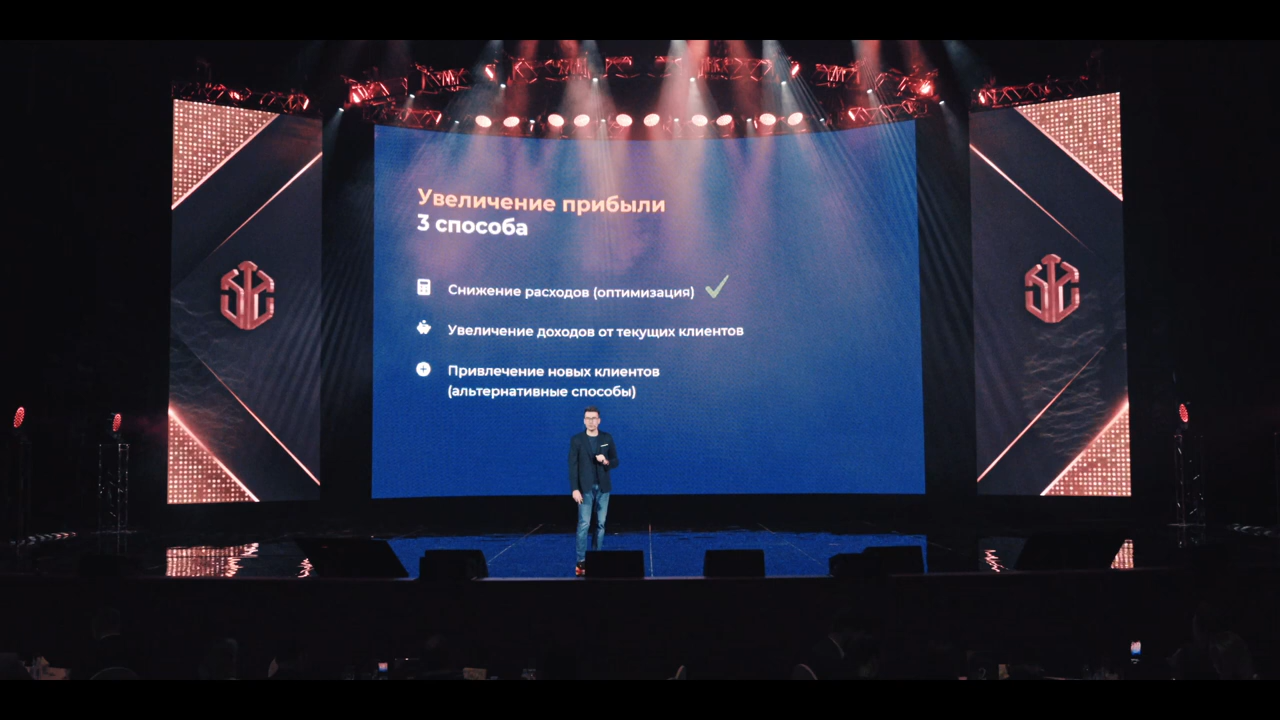 Увеличение прибыли
3 способа
Снижение расходов (оптимизация)
Увеличение доходов от текущих клиентов
Привлечение новых клиентов
(альтернативные способы)